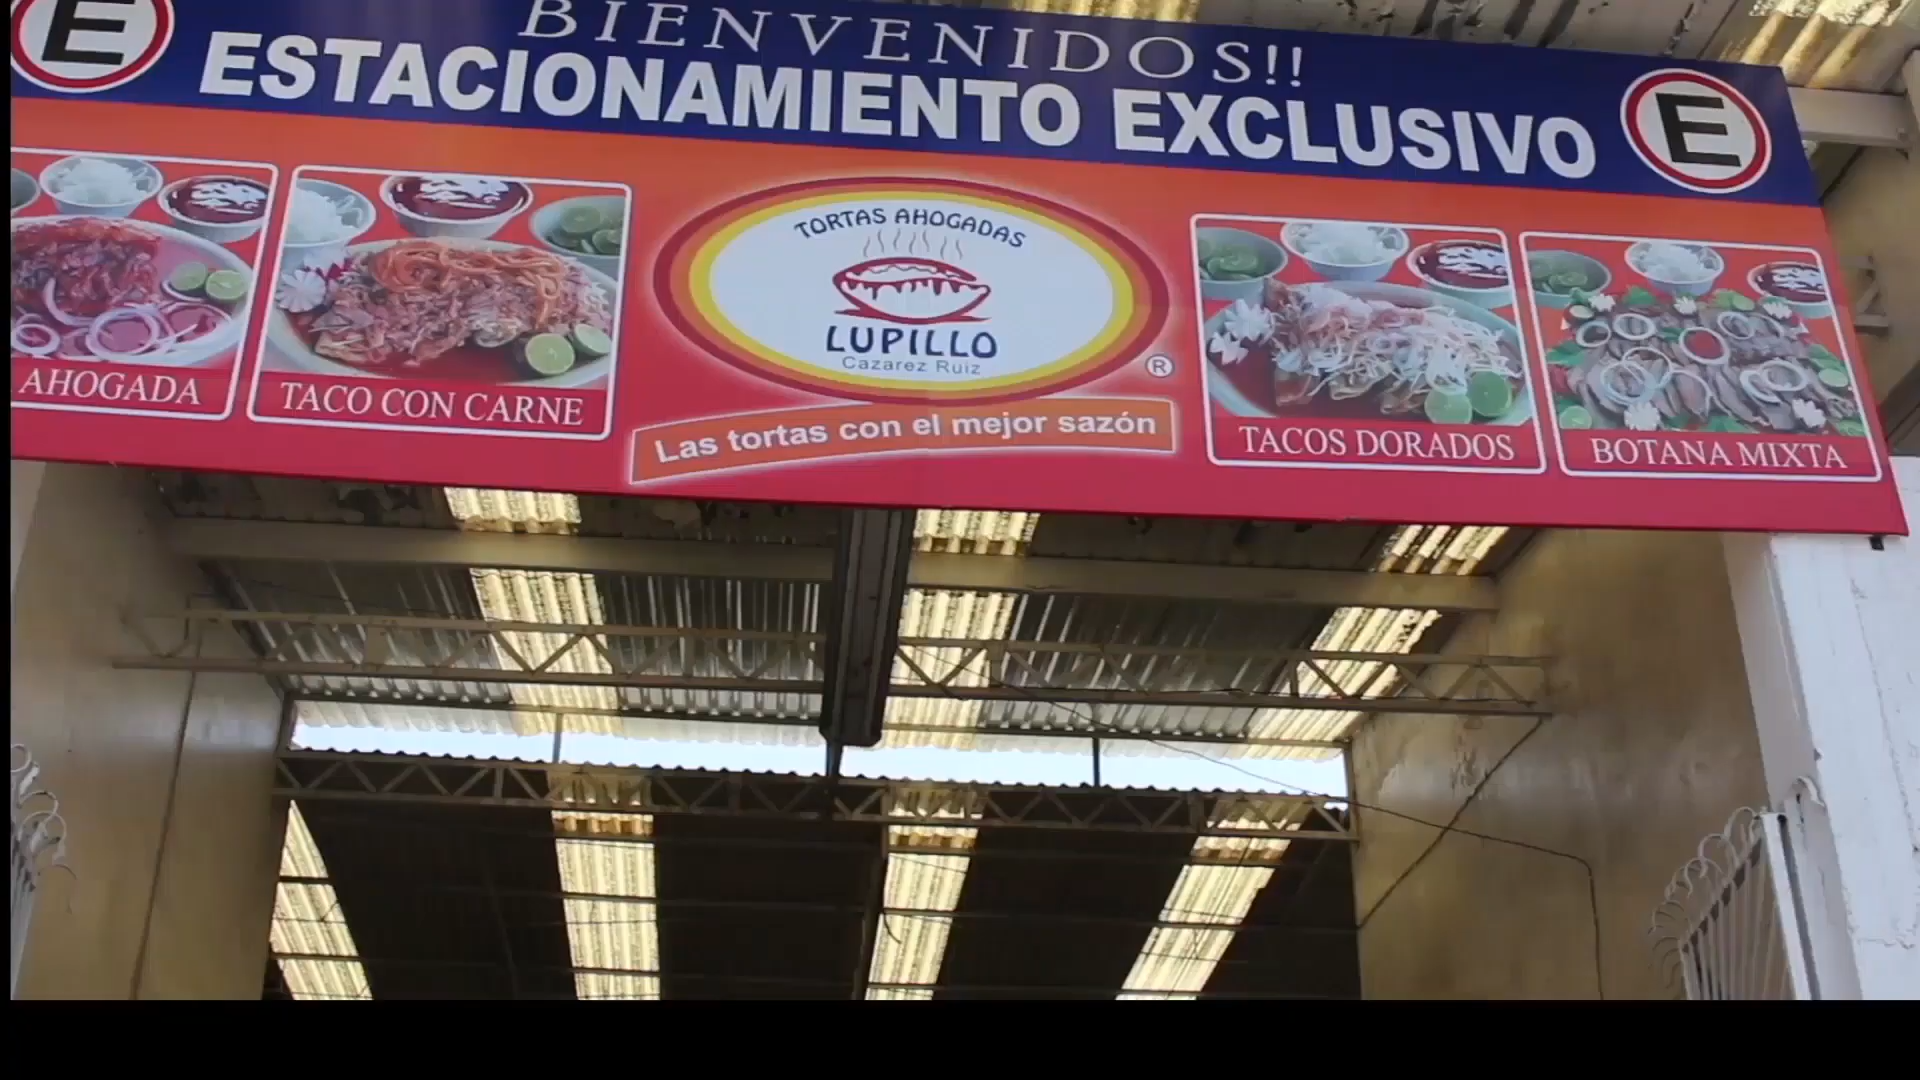 BIENVENIDOS!!
E ESTACIONAMIENTO EXCLUSIVO E
TORTAS AHOGADAS
LUPILLO
Cazarez Ruiz
®
Las tortas con el mejor sazón
AHOGADA
TACO CON CARNE
TACOS DORADOS
BOTANA MIXTA